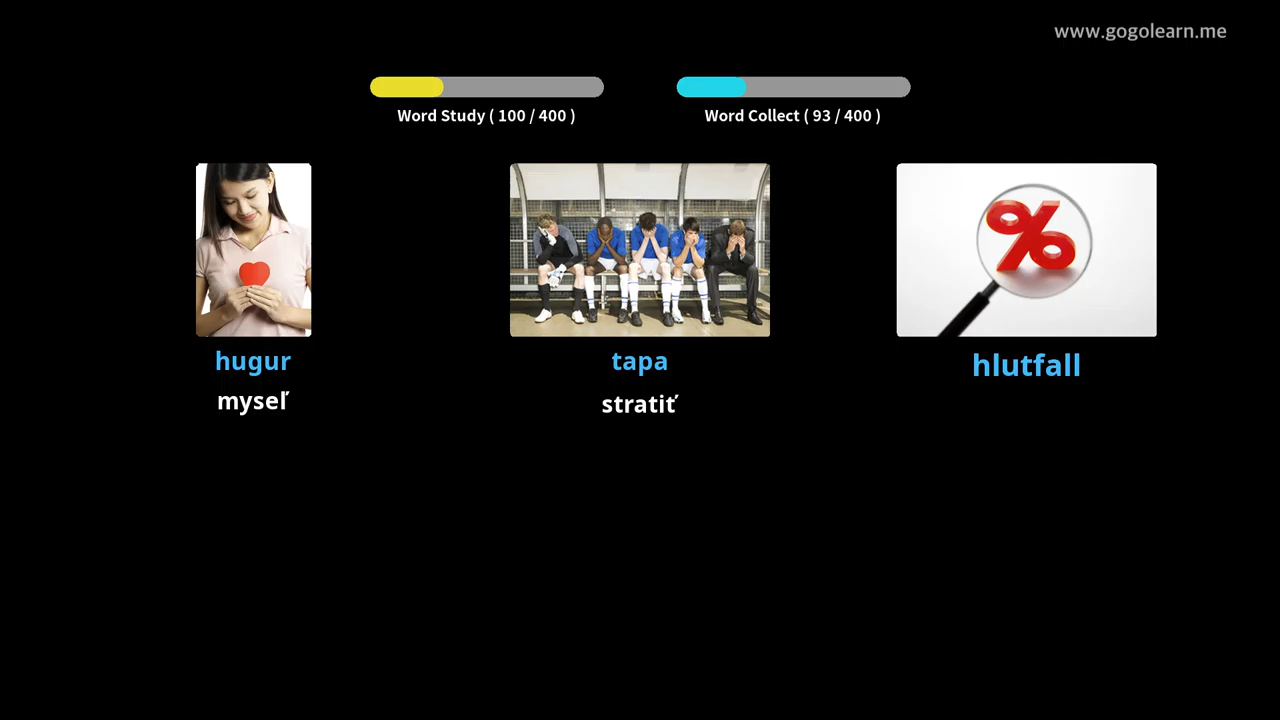 www.gogolearn.me
Word Study ( 100 / 400 )
Word Collect ( 93 / 400 )
hugur
myseľ
tapa
stratiť
hlutfall
%